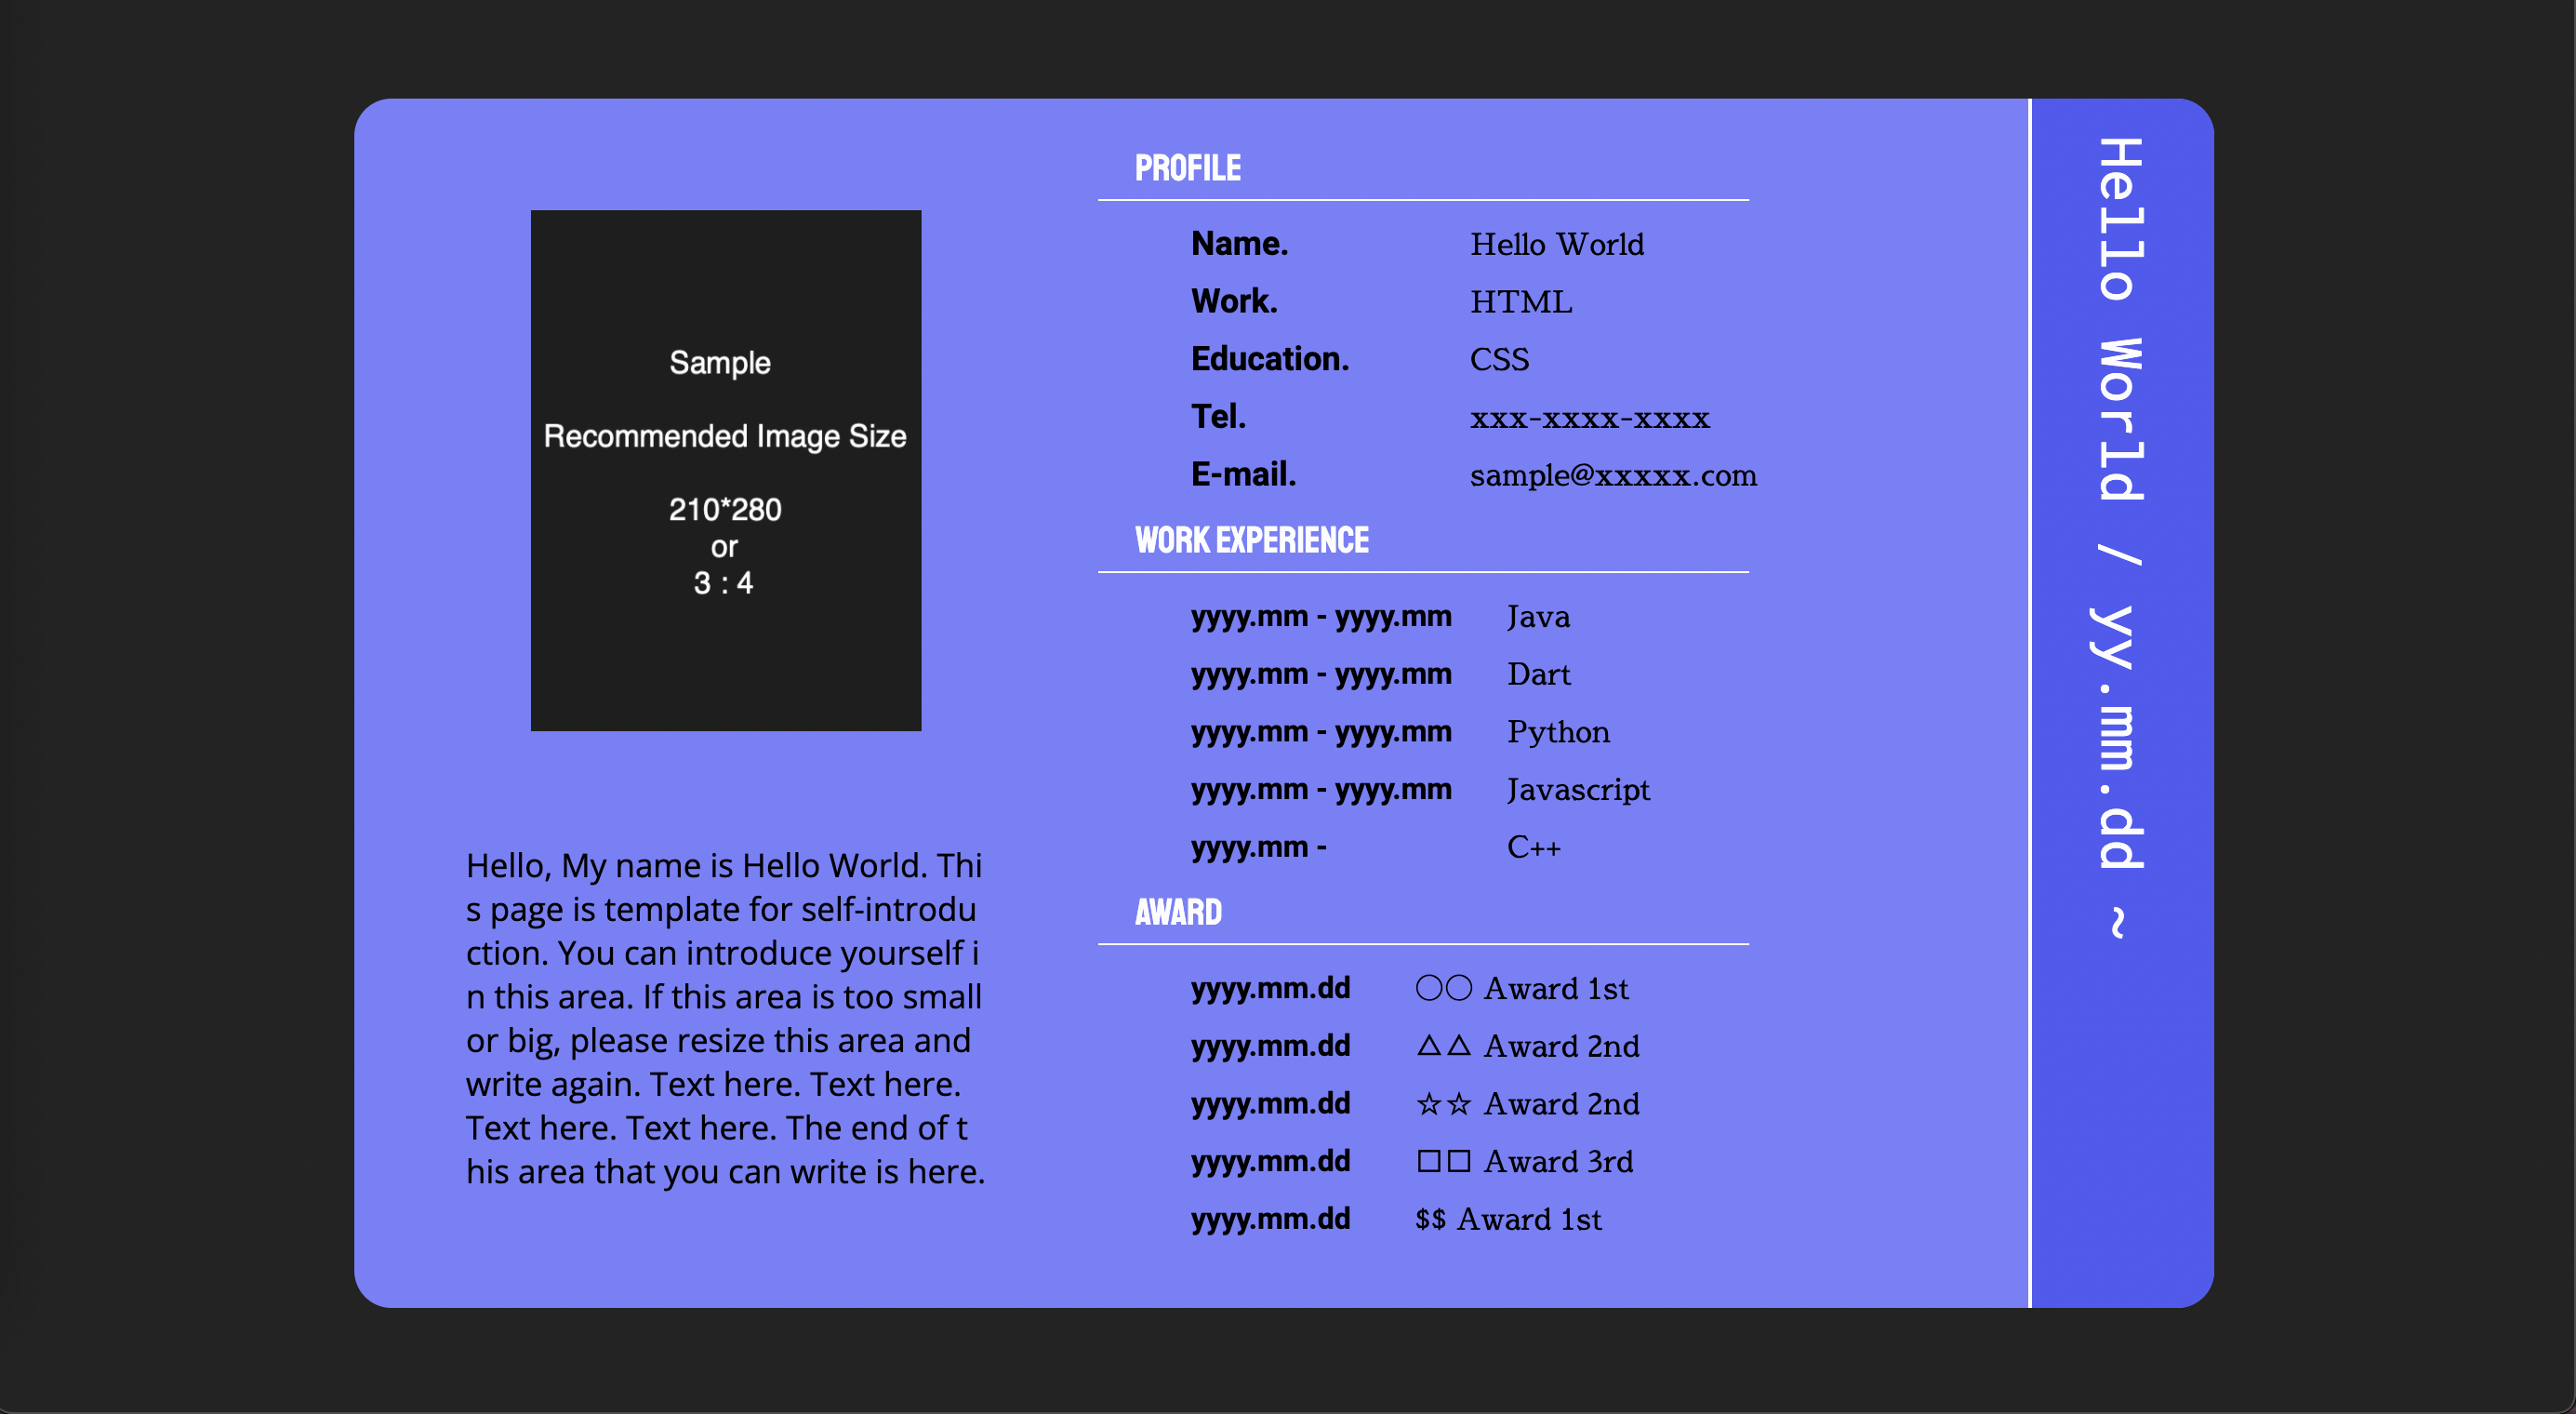 Sample
Recommended Image Size
210*280
or
3 : 4
Hello, My name is Hello World. Thi
s page is template for self-introdu
ction. You can introduce yourself i
n this area. If this area is too small
or big, please resize this area and
write again. Text here. Text here.
Text here. Text here. The end of t
his area that you can write is here.
PROFILE
Name. Hello World
Work. HTML
Education. CSS
Tel. xxx-xxxx-xxxx
E-mail. sample@xxxxx.com
WORK EXPERIENCE
yyyy.mm - yyyy.mm Java
yyyy.mm - yyyy.mm Dart
yyyy.mm - yyyy.mm Python
yyyy.mm - yyyy.mm Javascript
yyyy.mm - C++
AWARD
yyyy.mm.dd ○○ Award 1st
yyyy.mm.dd △△ Award 2nd
yyyy.mm.dd ☆☆ Award 2nd
yyyy.mm.dd □□ Award 3rd
yyyy.mm.dd $$ Award 1st
Hello World / yy.mm.dd ~